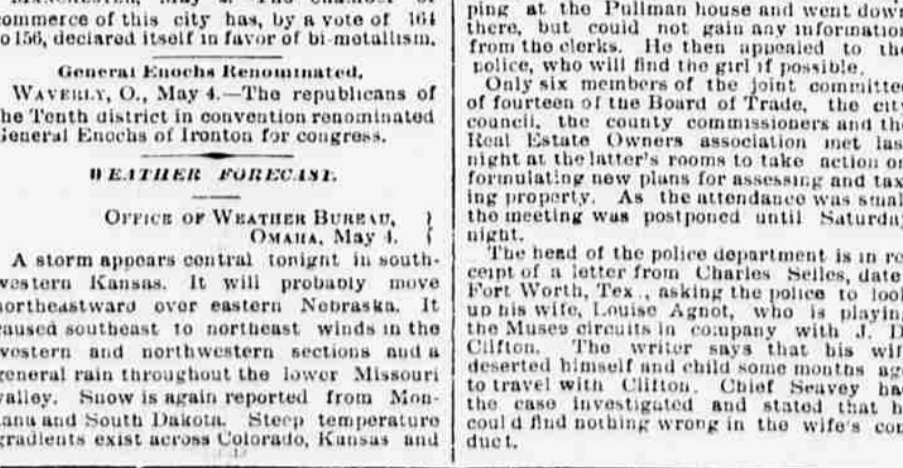 commerce of this city has, by a vote of 164
to 156, declared itself in favor of bi-metallism.
General Enochs Renominated.
WAVERLY, O., May 4.—The republicans of
the Tenth district in convention renominated
General Enochs of Ironton for congress.
WEATHER FORECAST.
OFFICE OF WEATHER BUREAU, }
OMAHA, May 4. {
A storm appears central tonight in south-
western Kansas. It will probably move
northeastward over eastern Nebraska. It
caused southeast to northeast winds in the
western and northwestern sections and a
general rain throughout the lower Missouri
valley. Snow is again reported from Mon-
tana and South Dakota. Steep temperature
gradients exist across Colorado, Kansas and
ping at the Pullman house and went down
there, but could not gain any information
from the clerks. He then appealed to the
police, who will find the girl if possible.
Only six members of the joint committee
of fourteen of the Board of Trade, the city
council, the county commissioners and the
Real Estate Owners association met last
night at the latter's rooms to take action on
formulating new plans for assessing and tax-
ing property. As the attendance was small
the meeting was postponed until Saturday
night.
The head of the police department is in re-
ceipt of a letter from Charles Selles, date
Fort Worth, Tex., asking the police to look
up his wife, Louise Agnot, who is playing
the Musee circuits in company with J. D.
Clifton. The writer says that his wife
deserted himself and child some months ago
to travel with Clifton. Chief Seavey has
the case investigated and stated that he
could find nothing wrong in the wife's con-
duct.